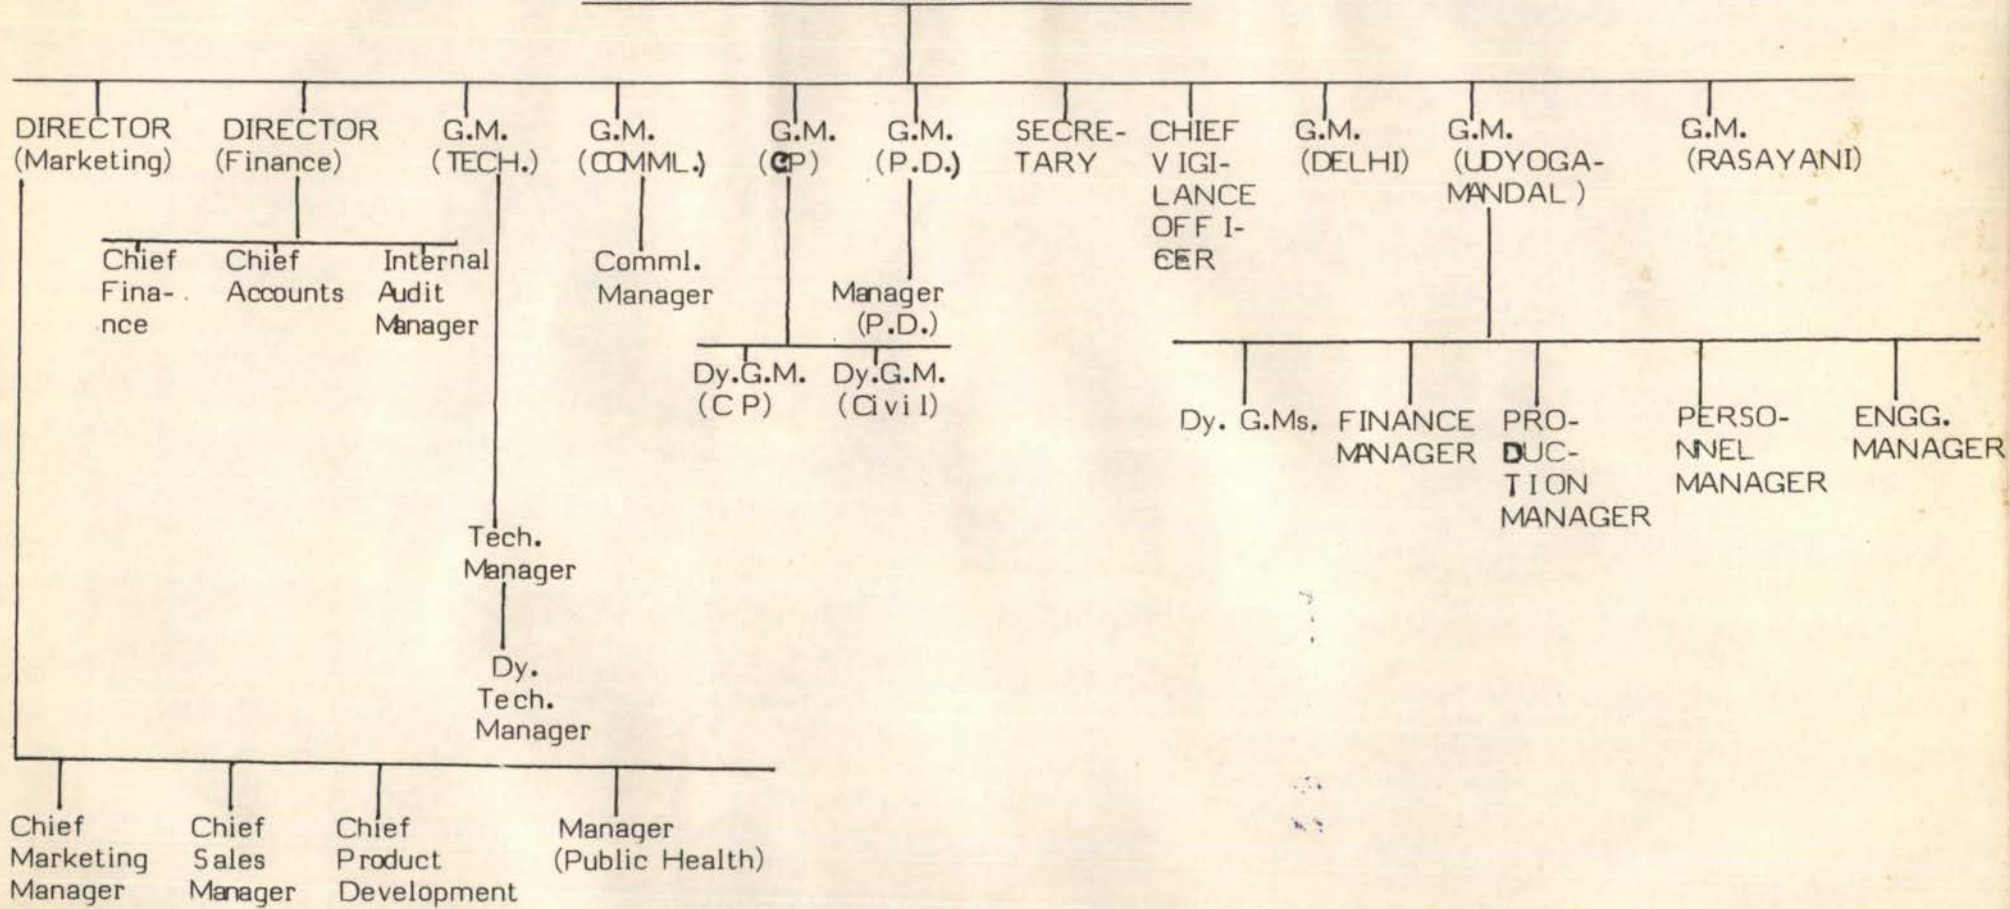 DIRECTOR
(Marketing)
DIRECTOR
(Finance)
G.M.
(TECH.)
G.M.
(COMML.)
G.M.
(CP)
G.M.
(P.D.)
SECRE-
TARY
CHIEF
VIGI-
LANCE
OFFI-
CER
G.M.
(DELHI)
G.M.
(UDYOGA-
MANDAL)
G.M.
(RASAYANI)
Chief
Fina-
nce
Chief
Accounts
Internal
Audit
Manager
Comml.
Manager
Manager
(P.D.)
Dy.G.M.
(CP)
Dy.G.M.
(Civil)
Dy. G.Ms.
FINANCE
MANAGER
PRO-
DUC-
TION
MANAGER
PERSO-
NNEL
MANAGER
ENGG.
MANAGER
Tech.
Manager
Dy.
Tech.
Manager
Chief
Marketing
Manager
Chief
Sales
Manager
Chief
Product
Development
Manager
(Public Health)